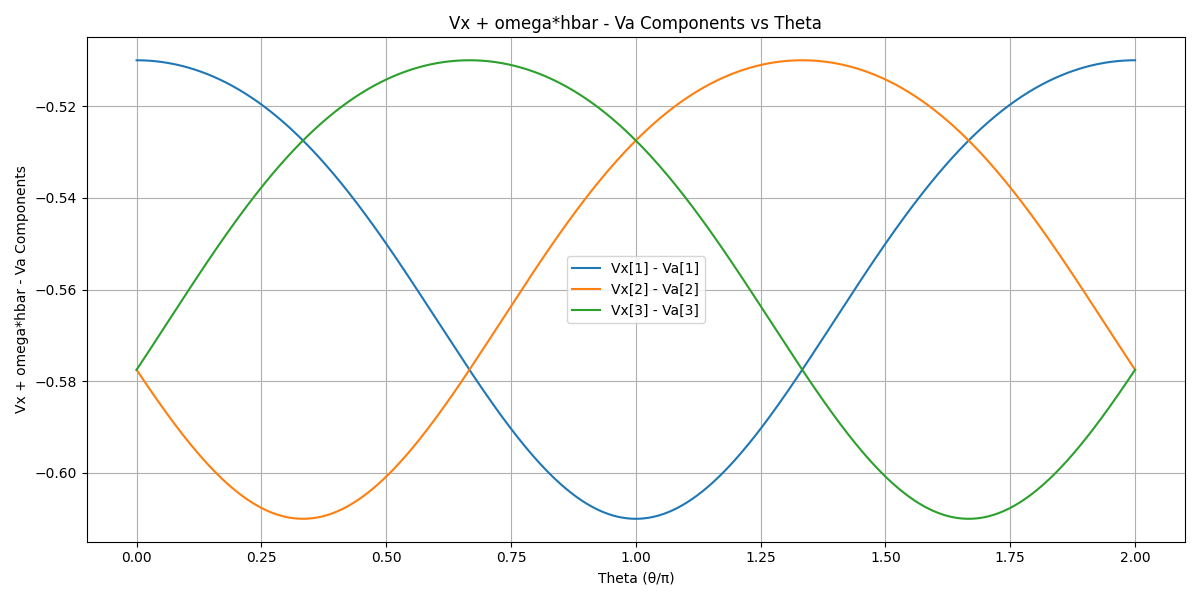 Vx + omega*hbar - Va Components vs Theta
Vx + omega*hbar - Va Components
−0.52
−0.54
−0.56
−0.58
−0.60
Vx[1] - Va[1]
Vx[2] - Va[2]
Vx[3] - Va[3]
0.00 0.25 0.50 0.75 1.00 1.25 1.50 1.75 2.00
Theta (θ/π)